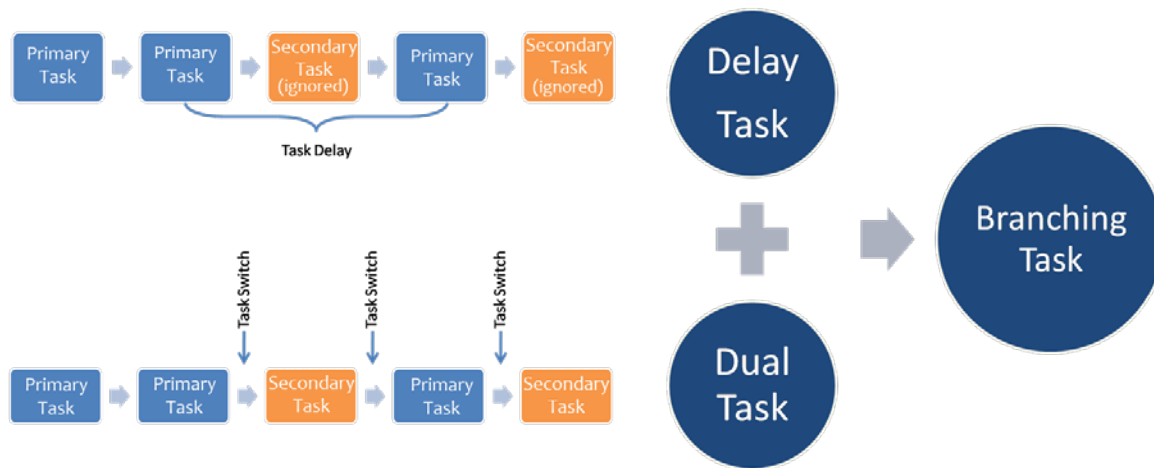 Primary
Task
Primary
Task
Secondary
Task
(ignored)
Primary
Task
Secondary
Task
(ignored)
Task Delay
Task Switch
Task Switch
Task Switch
Primary
Task
Primary
Task
Secondary
Task
Primary
Task
Secondary
Task
Delay
Task
Dual
Task
Branching
Task